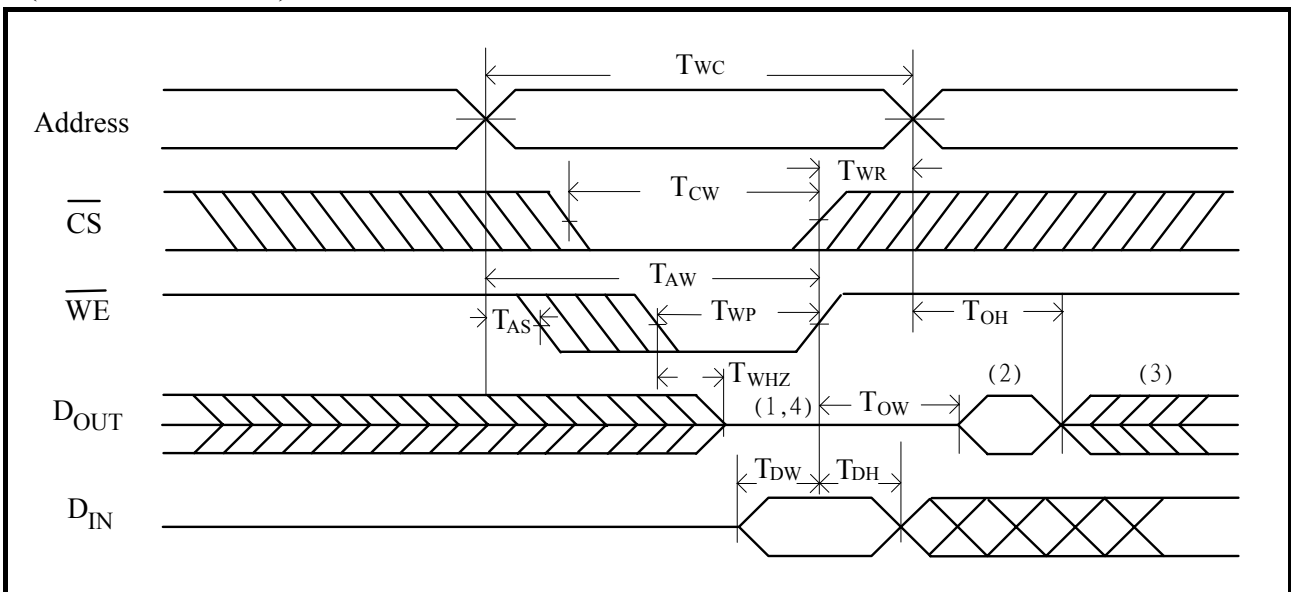 TWC
Address
TWR
TCW
CS
TAW
WE
TAS
TWP
TOH
TWHZ
(2)
(3)
DOUT
(1,4)
TOW
TDW
TDH
DIN